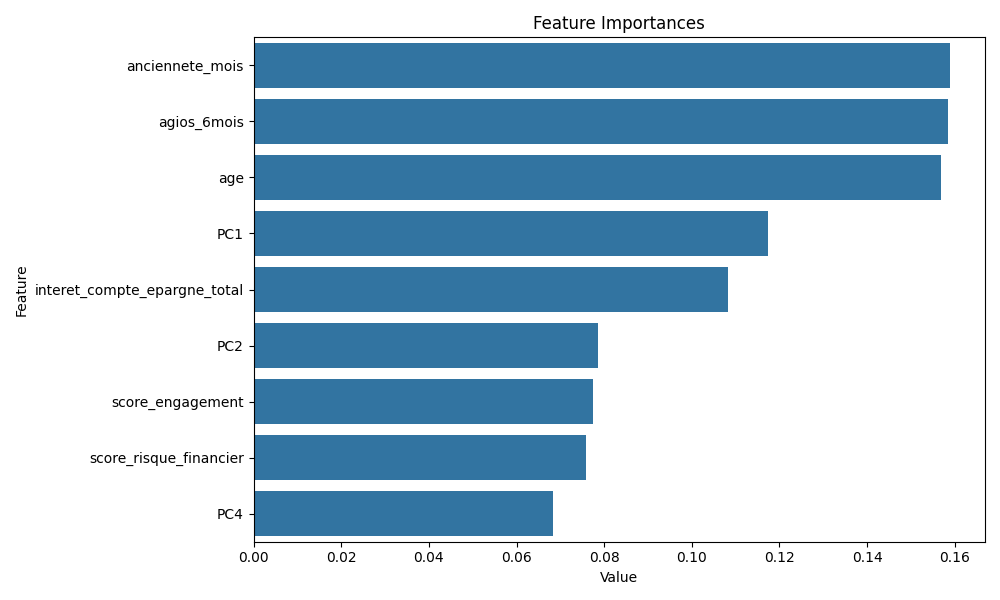 Feature Importances
Feature
anciennete_mois
agios_6mois
age
PC1
interet_compte_epargne_total
PC2
score_engagement
score_risque_financier
PC4
0.00 0.02 0.04 0.06 0.08 0.10 0.12 0.14 0.16
Value